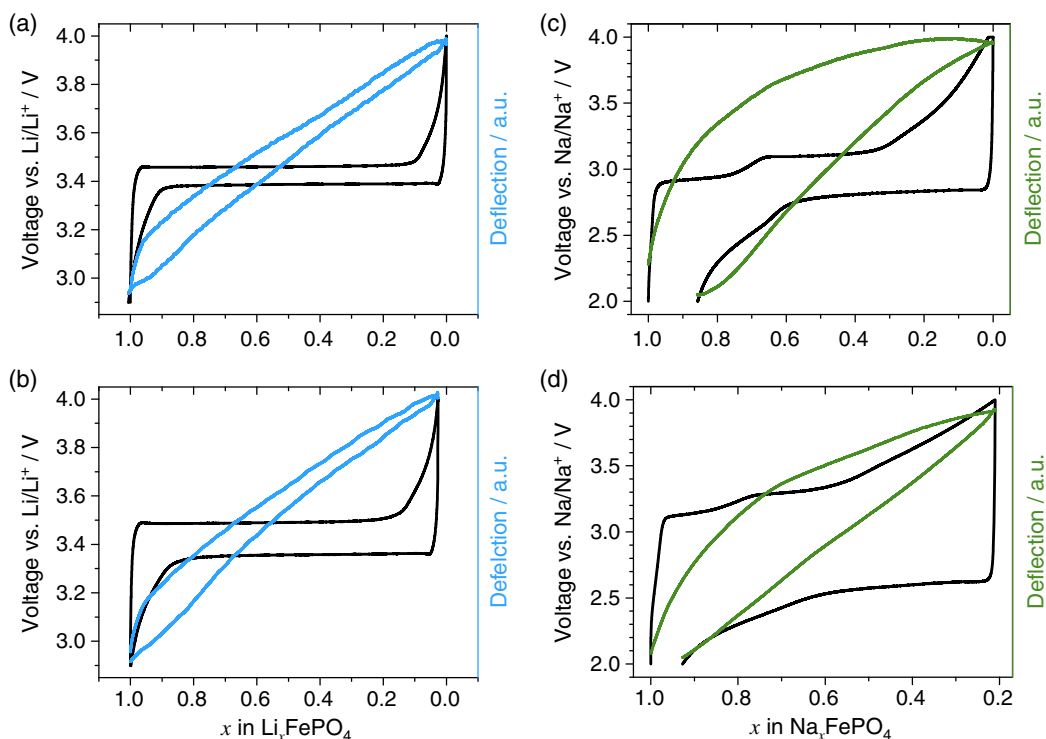 (a)
4.0
3.8
3.6
3.4
3.2
3.0
Voltage vs. Li/Li⁺ / V
Deflection / a.u.
1.0 0.8 0.6 0.4 0.2 0.0
(c)
4.0
3.5
3.0
2.5
2.0
Voltage vs. Na/Na⁺ / V
Deflection / a.u.
1.0 0.8 0.6 0.4 0.2 0.0
(b)
4.0
3.8
3.6
3.4
3.2
3.0
Voltage vs. Li/Li⁺ / V
Defelction / a.u.
1.0 0.8 0.6 0.4 0.2 0.0
x in LiₓFePO₄
(d)
4.0
3.5
3.0
2.5
2.0
Voltage vs. Na/Na⁺ / V
Deflection / a.u.
1.0 0.8 0.6 0.4 0.2
x in NaₓFePO₄